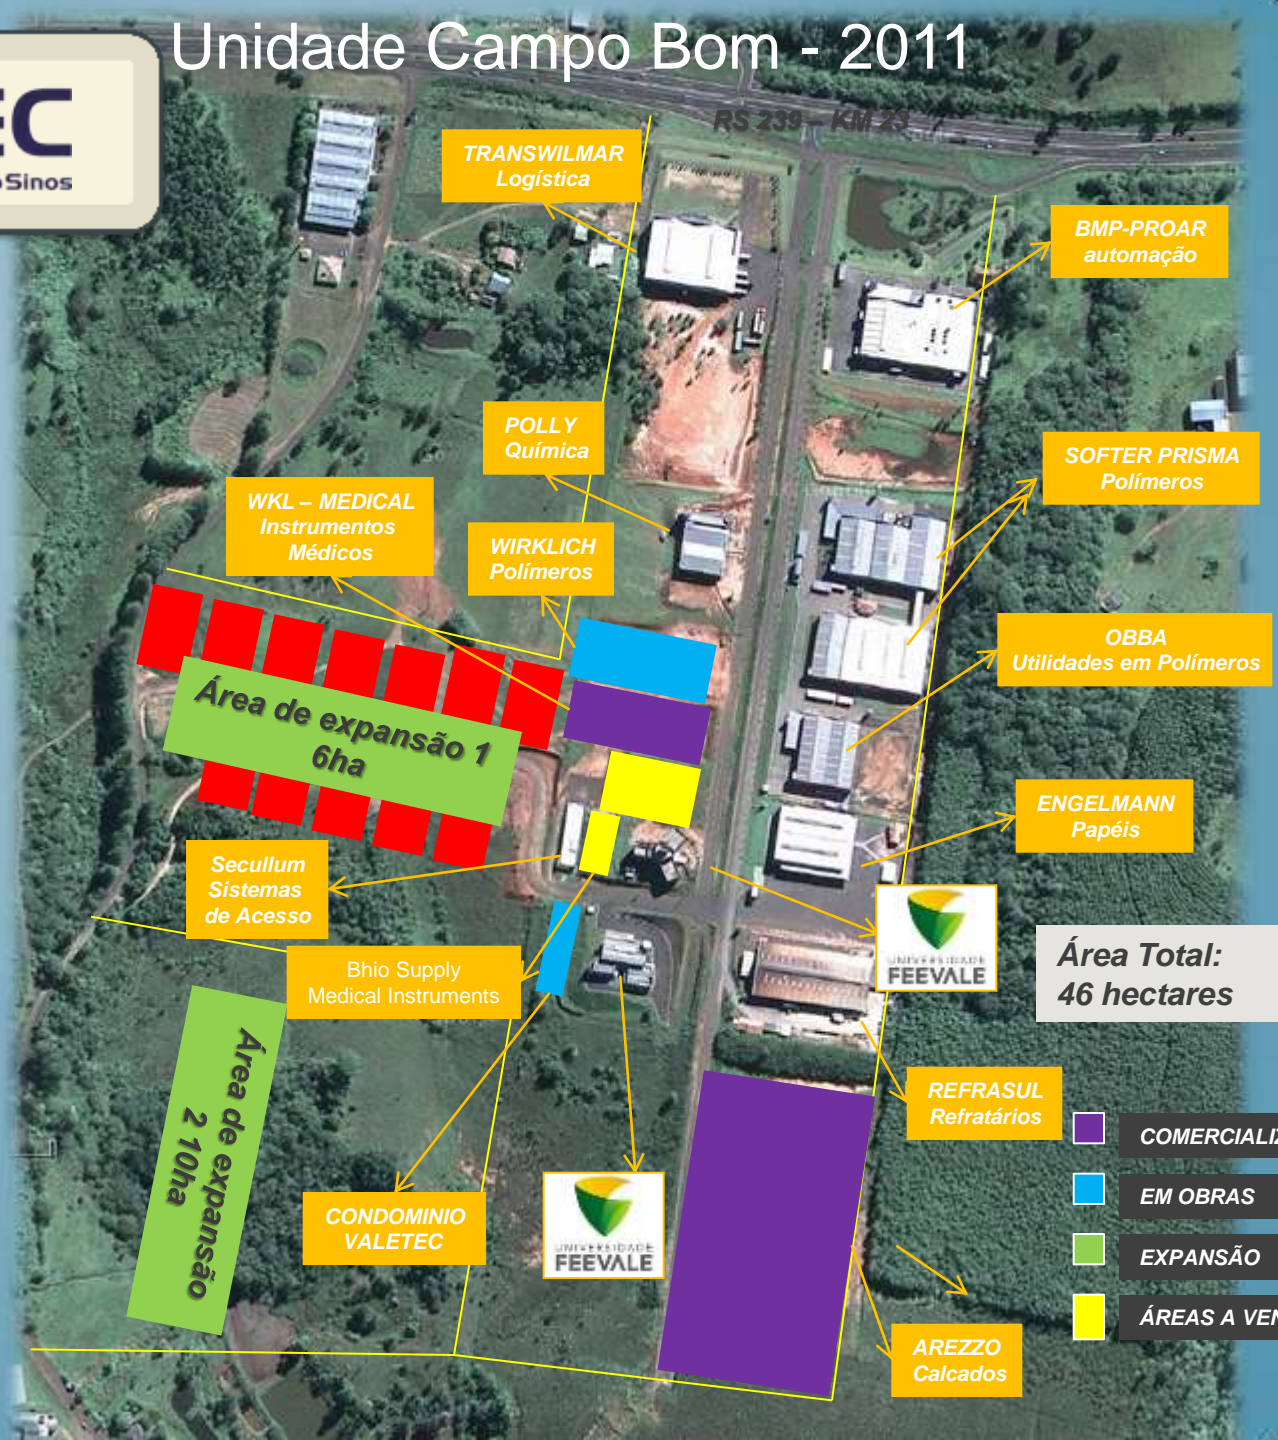 Unidade Campo Bom - 2011
EC
Sinos
RS 239 – KM 23
TRANSWILMAR
Logística
BMP-PROAR
automação
POLLY
Química
SOFTER PRISMA
Polímeros
WKL – MEDICAL
Instrumentos
Médicos
WIRKLICH
Polímeros
OBBA
Utilidades em Polímeros
Área de expansão 1
6ha
ENGELMANN
Papéis
Secullum
Sistemas
de Acesso
UNIVERSIDADE
FEEVALE
Área Total:
46 hectares
Bhio Supply
Medical Instruments
Área de expansão
2 10ha
REFRASUL
Refratários
COMERCIALIZ
EM OBRAS
EXPANSÃO
ÁREAS A VEN
CONDOMINIO
VALETEC
UNIVERSIDADE
FEEVALE
AREZZO
Calcados